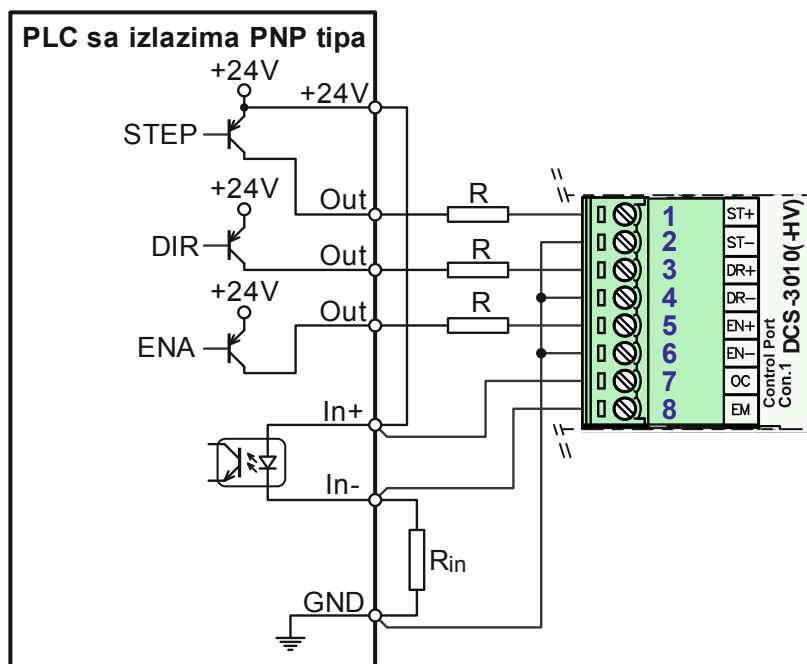 PLC sa izlazima PNP tipa
+24V
+24V
STEP
+24V
Out
R
DIR
Out
R
+24V
Out
R
ENA
In+
In-
Rin
GND
1
2
3
4
5
6
7
8
ST+
ST-
DR+
DR-
EN+
EN-
OC
EM
Control Port
Con.1 DCS-3010(-HV)